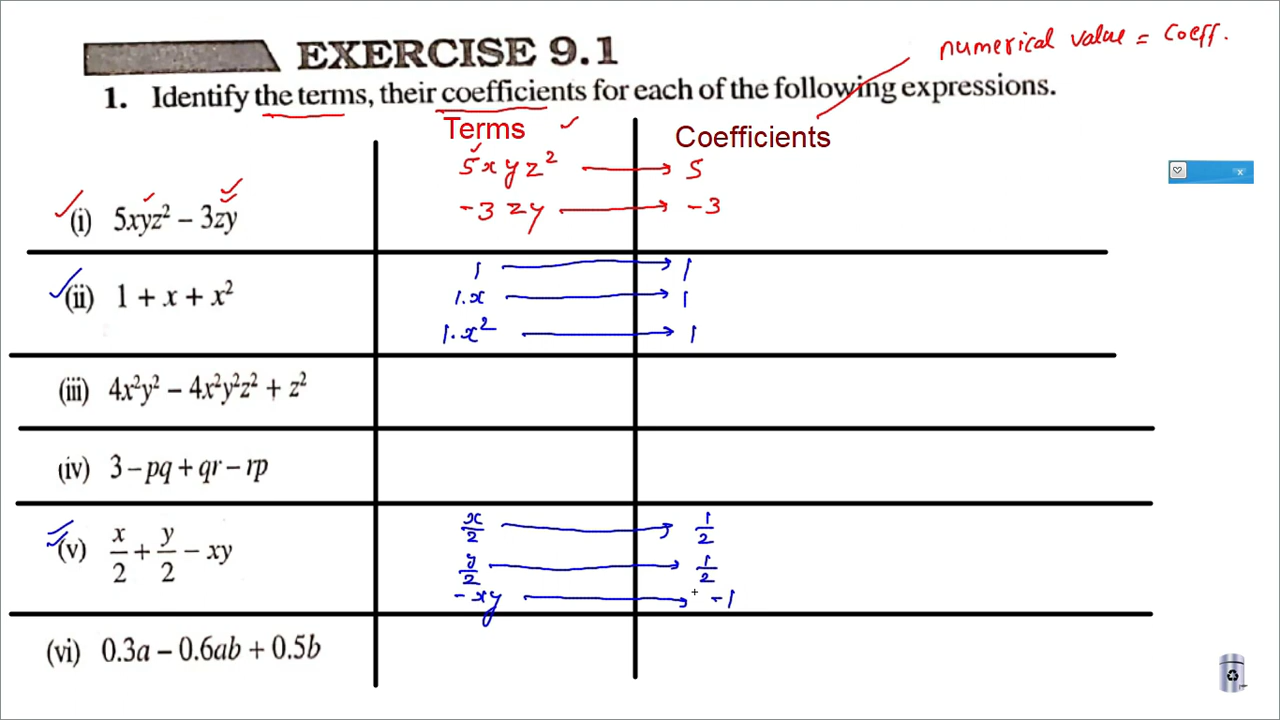 EXERCISE 9.1
numerical value = coeff.
1. Identify the terms, their coefficients for each of the following expressions.
Terms
Coefficients
(i) 5xyz² – 3zy
5xyz² → 5
-3 zy → -3
(ii) 1 + x + x²
1 → 1
1.x → 1
1.x² → 1
(iii) 4x²y² – 4x²y²z² + z²
(iv) 3 – pq + qr – rp
(v) x/2 + y/2 – xy
x/2 → 1/2
y/2 → 1/2
-xy → -1
(vi) 0.3a – 0.6ab + 0.5b